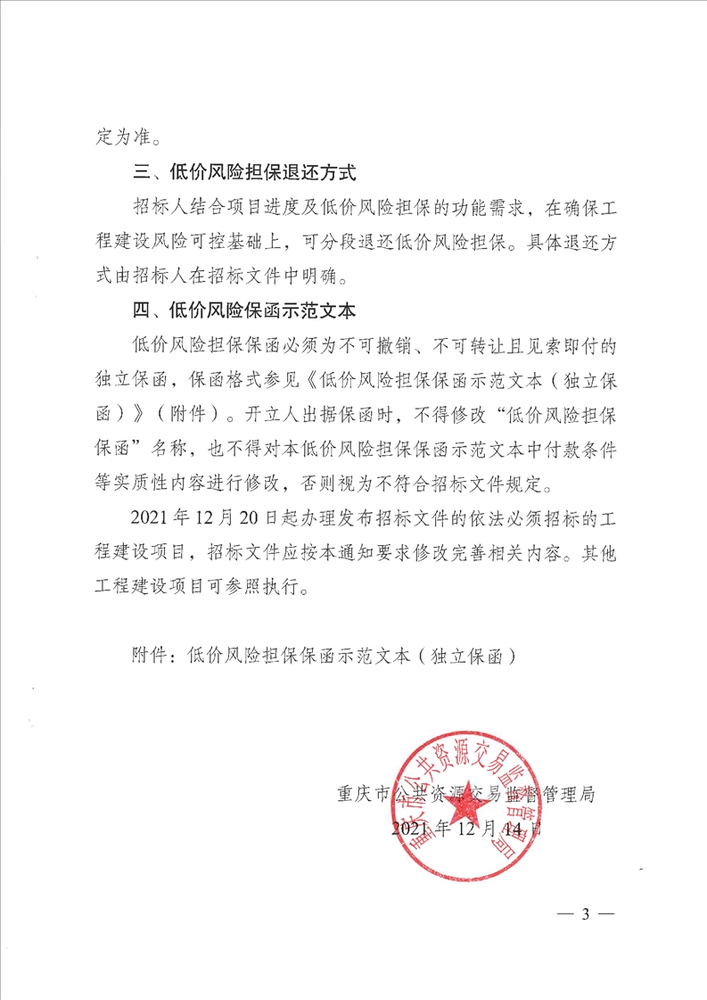 定为准。
三、低价风险担保退还方式
招标人结合项目进度及低价风险担保的功能需求，在确保工
程建设风险可控基础上，可分段退还低价风险担保。具体退还方
式由招标人在招标文件中明确。
四、低价风险保函示范文本
低价风险担保保函必须为不可撤销、不可转让且见索即付的
独立保函，保函格式参见《低价风险担保保函示范文本（独立保
函）》（附件）。开立人出据保函时，不得修改“低价风险担保
保函”名称，也不得对本低价风险担保保函示范文本中付款条件
等实质性内容进行修改，否则视为不符合招标文件规定。
2021年12月20日起办理发布招标文件的依法必须招标的工
程建设项目，招标文件应按本通知要求修改完善相关内容。其他
工程建设项目可参照执行。
附件：低价风险担保保函示范文本（独立保函）
重庆市公共资源交易监督管理局
2021年12月14日
重庆市公共资源交易监督管理局
— 3 —